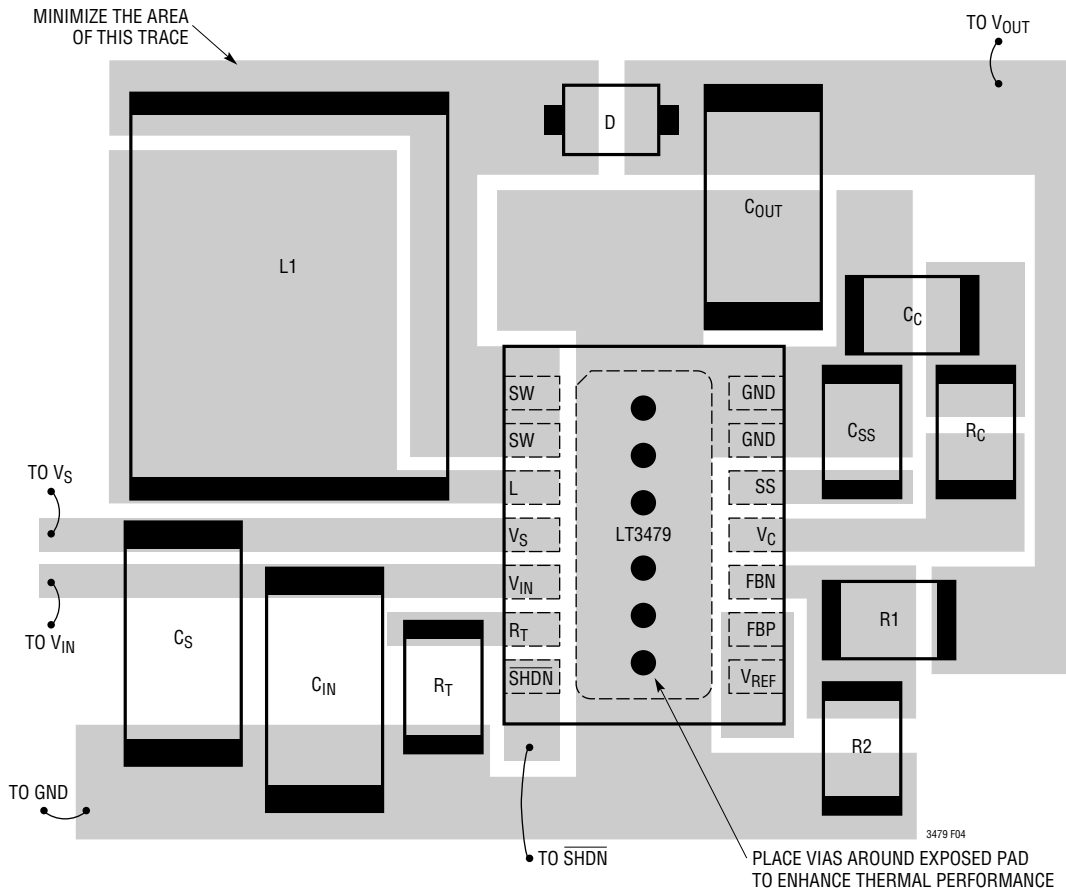 MINIMIZE THE AREA
OF THIS TRACE
TO VOUT
D
COUT
L1
CC
SW
GND
SW
GND
CSS
RC
TO VS
L
SS
VS
LT3479
VC
VIN
FBN
TO VIN
CS
RT
FBP
R1
CIN
RT
SHDN
VREF
R2
TO GND
3479 F04
TO SHDN
PLACE VIAS AROUND EXPOSED PAD
TO ENHANCE THERMAL PERFORMANCE